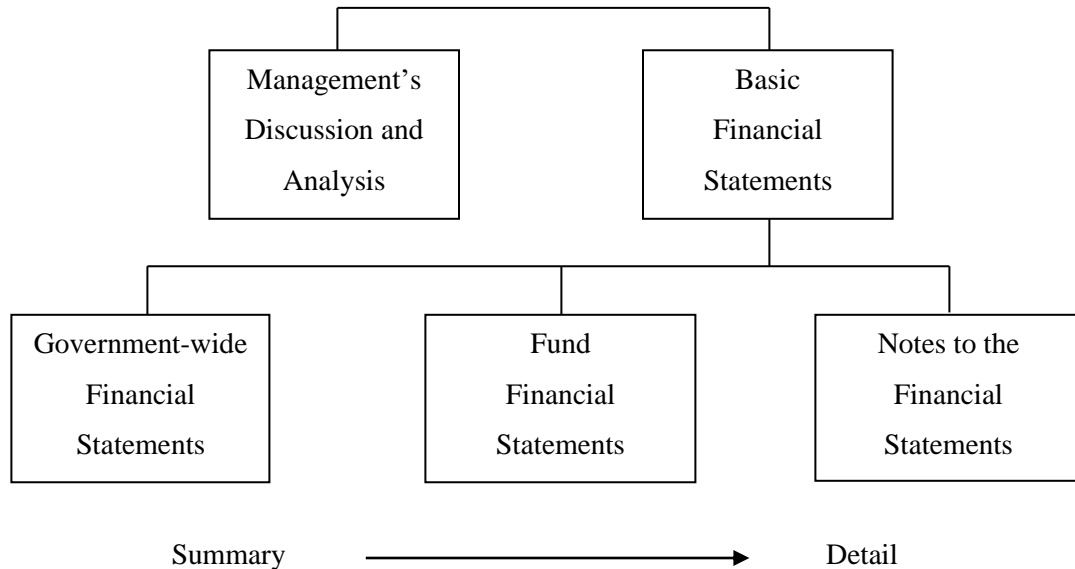 Management’s
Discussion and
Analysis
Basic
Financial
Statements
Government-wide
Financial
Statements
Fund
Financial
Statements
Notes to the
Financial
Statements
Summary
Detail